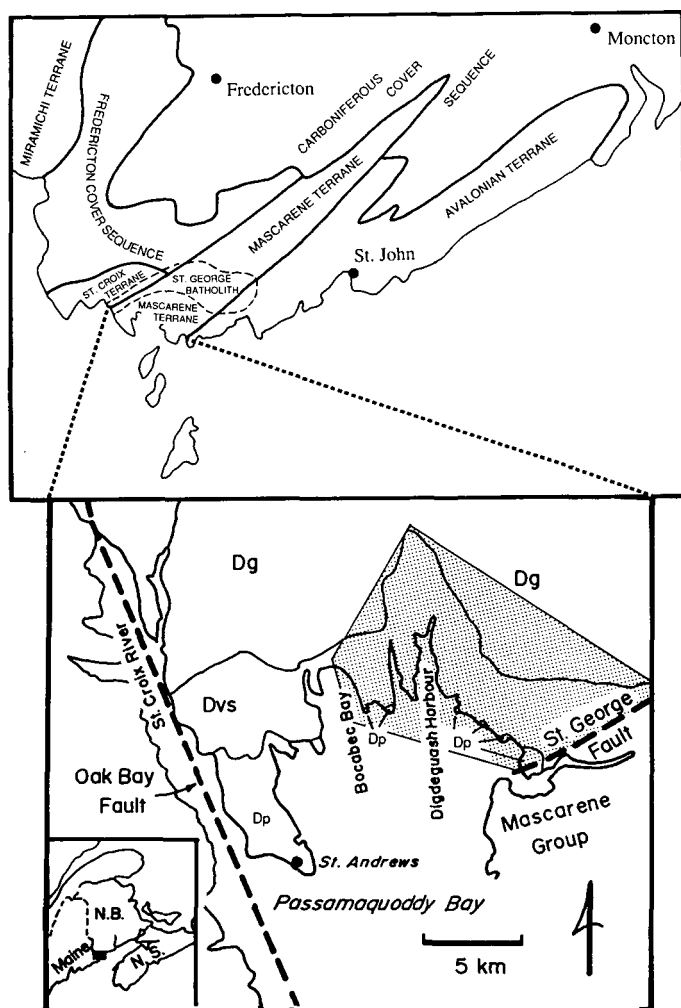 Moncton
Fredericton
MIRAMICHI TERRANE
FREDERICTON COVER SEQUENCE
CARBONIFEROUS COVER SEQUENCE
MASCARENE TERRANE
AVALONIAN TERRANE
St. John
ST. CROIX
TERRANE
ST. GEORGE
BATHOLITH
MASCARENE
TERRANE
Dg
Dg
St. Croix River
Dvs
Bocabec Bay
Dp
Digdeguash Harbour
Dp
St. George
Fault
Oak Bay
Fault
Dp
Mascarene
Group
St. Andrews
Passamaquoddy Bay
N.B.
Maine
N.S.
5 km